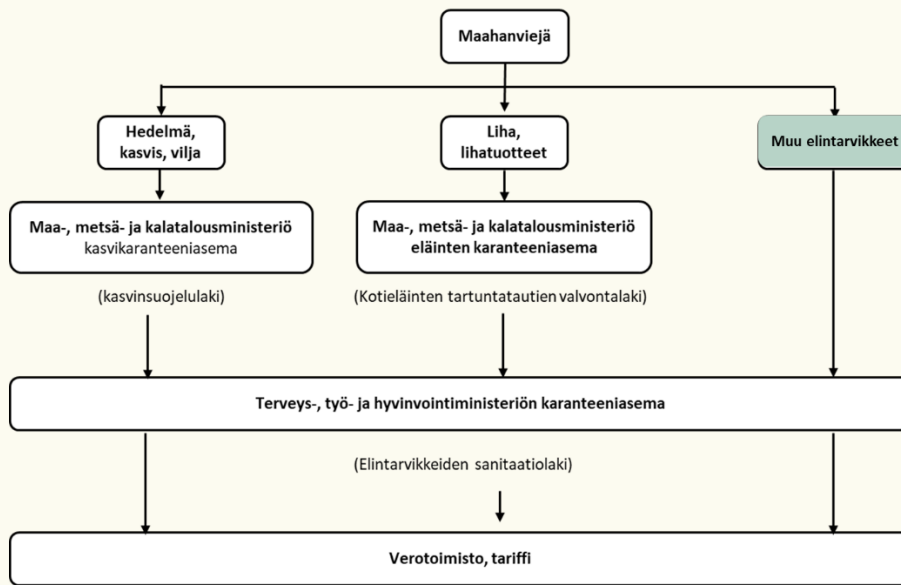 Maahanviejä
Hedelmä,
kasvis, vilja
Liha,
lihatuotteet
Muu elintarvikkeet
Maa-, metsä- ja kalatalousministeriö
kasvikaranteeniasema
Maa-, metsä- ja kalatalousministeriö
eläinten karanteeniasema
(kasvinsuojelulaki)
(Kotieläinten tartuntatautien valvontalaki)
Terveys-, työ- ja hyvinvointiministeriön karanteeniasema
(Elintarvikkeiden sanitaatiolaki)
Verotoimisto, tariffi